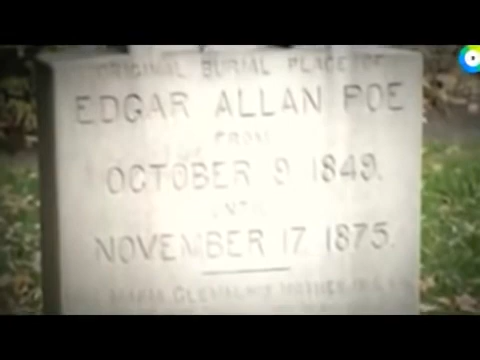 ORIGINAL BURIAL PLACE OF
EDGAR ALLAN POE
FROM
OCTOBER 9 1849.
UNTIL
NOVEMBER 17 1875.